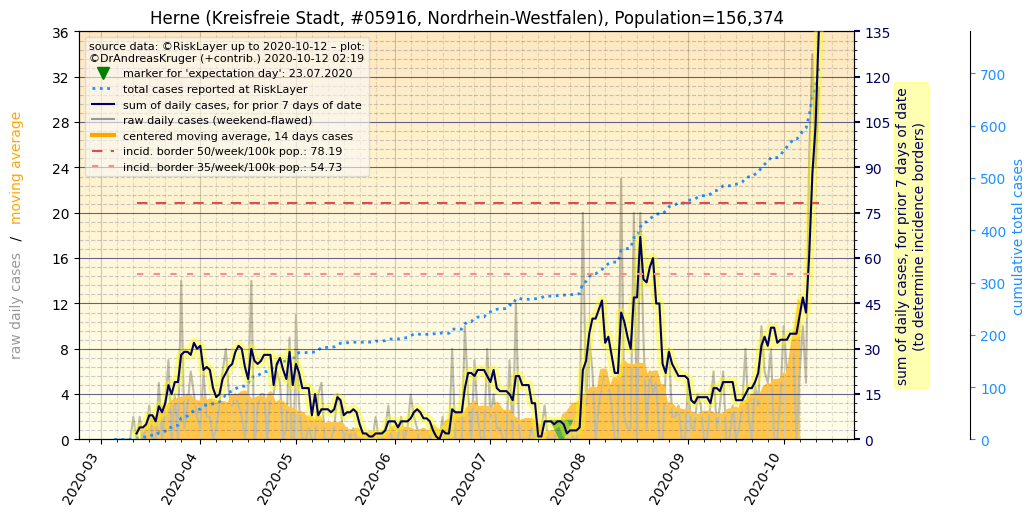 Herne (Kreisfreie Stadt, #05916, Nordrhein-Westfalen), Population=156,374
source data: ©RiskLayer up to 2020-10-12 – plot:
©DrAndreasKruger (+contrib.) 2020-10-12 02:19
marker for 'expectation day': 23.07.2020
total cases reported at RiskLayer
sum of daily cases, for prior 7 days of date
raw daily cases (weekend-flawed)
centered moving average, 14 days cases
incid. border 50/week/100k pop.: 78.19
incid. border 35/week/100k pop.: 54.73
raw daily cases / moving average
36
32
28
24
20
16
12
8
4
0
2020-03
2020-04
2020-05
2020-06
2020-07
2020-08
2020-09
2020-10
135
120
105
90
75
60
45
30
15
0
sum of daily cases, for prior 7 days of date
(to determine incidence borders)
700
600
500
400
300
200
100
0
cumulative total cases